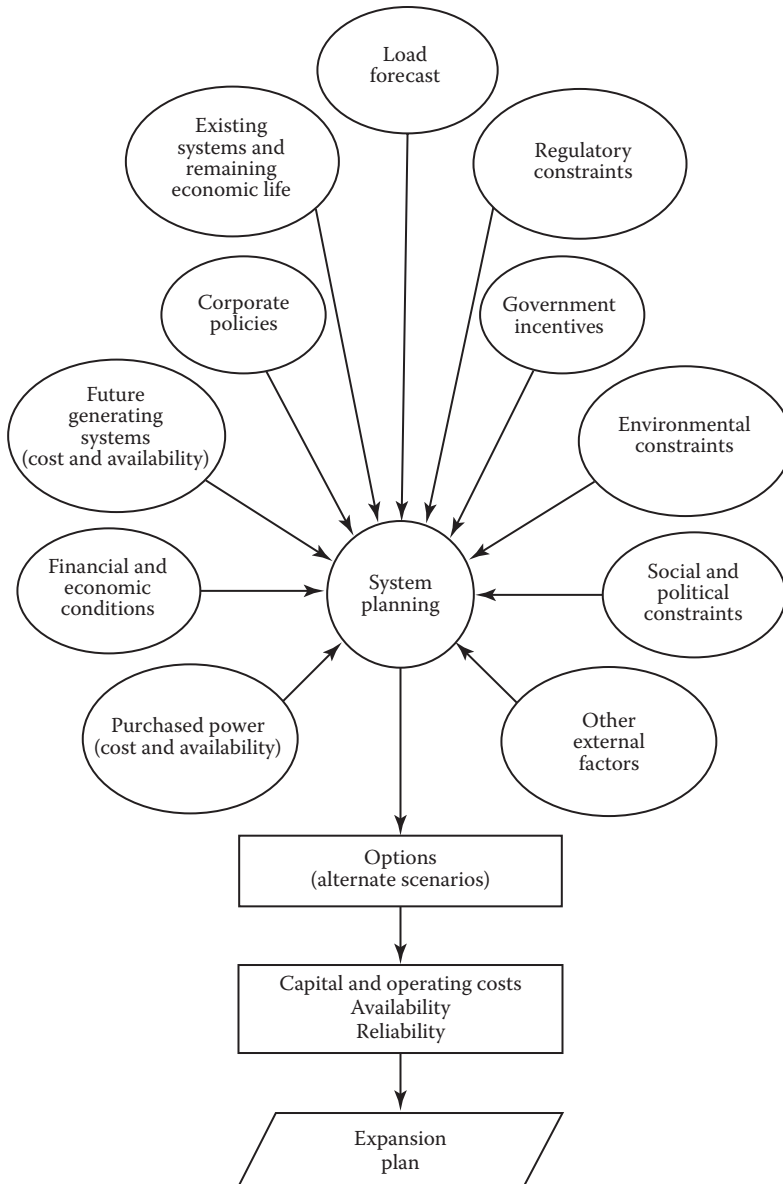 Load
forecast
Existing
systems and
remaining
economic life
Regulatory
constraints
Corporate
policies
Government
incentives
Future
generating
systems
(cost and availability)
Environmental
constraints
Financial and
economic
conditions
System
planning
Social and
political
constraints
Purchased power
(cost and availability)
Other
external
factors
Options
(alternate scenarios)
Capital and operating costs
Availability
Reliability
Expansion
plan